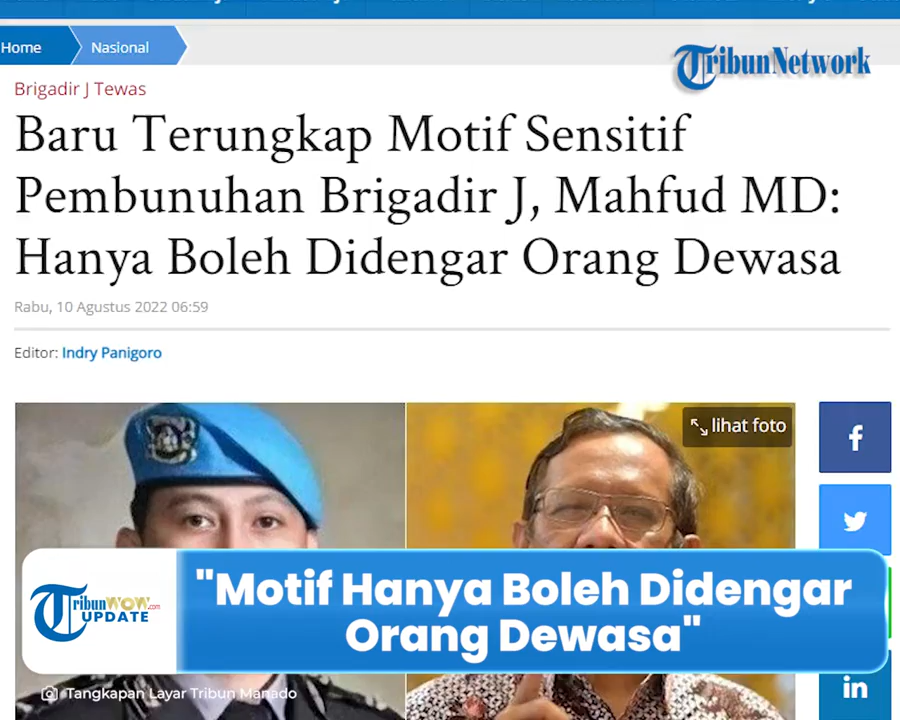 Home
Nasional
TribunNetwork
Brigadir J Tewas
Baru Terungkap Motif Sensitif
Pembunuhan Brigadir J, Mahfud MD:
Hanya Boleh Didengar Orang Dewasa
Rabu, 10 Agustus 2022 06:59
Editor: Indry Panigoro
lihat foto
TribunWOW.com
UPDATE
"Motif Hanya Boleh Didengar
Orang Dewasa"
Tangkapan Layar Tribun Manado